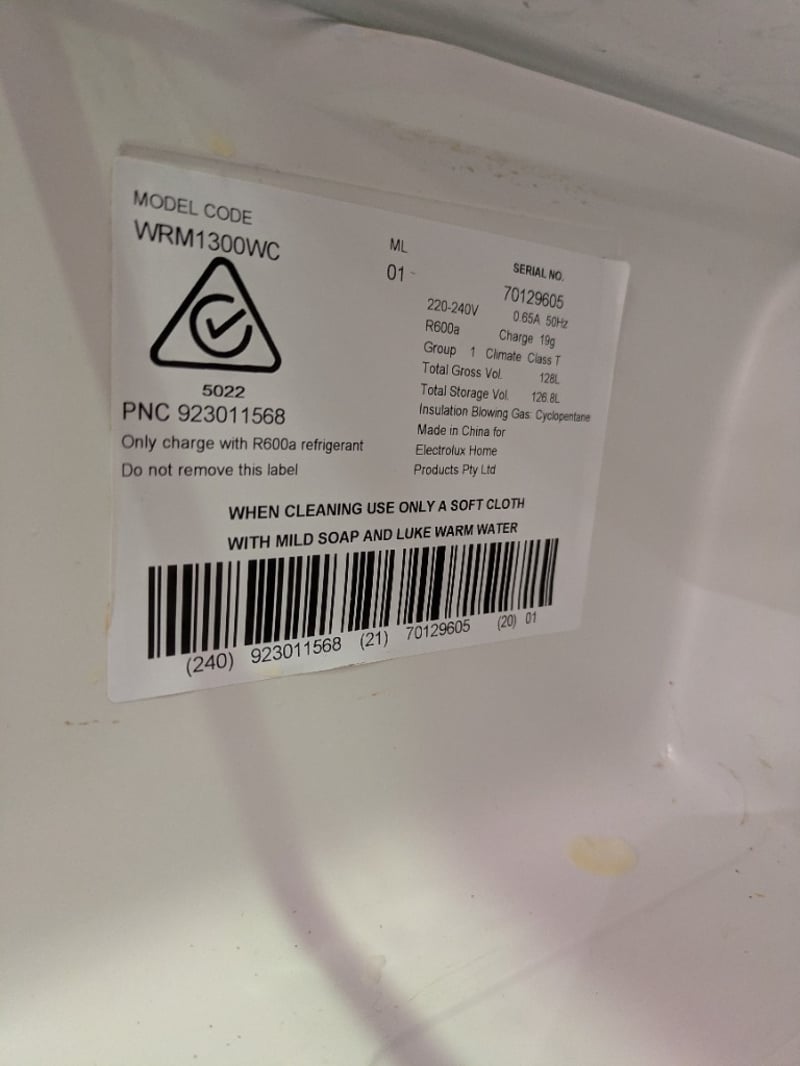 MODEL CODE
WRM1300WC
5022
PNC 923011568
Only charge with R600a refrigerant
Do not remove this label
ML
01
SERIAL NO.
70129605
220-240V 0.65A 50Hz
R600a Charge 19g
Group 1 Climate Class T
Total Gross Vol. 128L
Total Storage Vol. 126.8L
Insulation Blowing Gas: Cyclopentane
Made in China for
Electrolux Home
Products Pty Ltd
WHEN CLEANING USE ONLY A SOFT CLOTH
WITH MILD SOAP AND LUKE WARM WATER
(240) 923011568 (21) 70129605 (20) 01